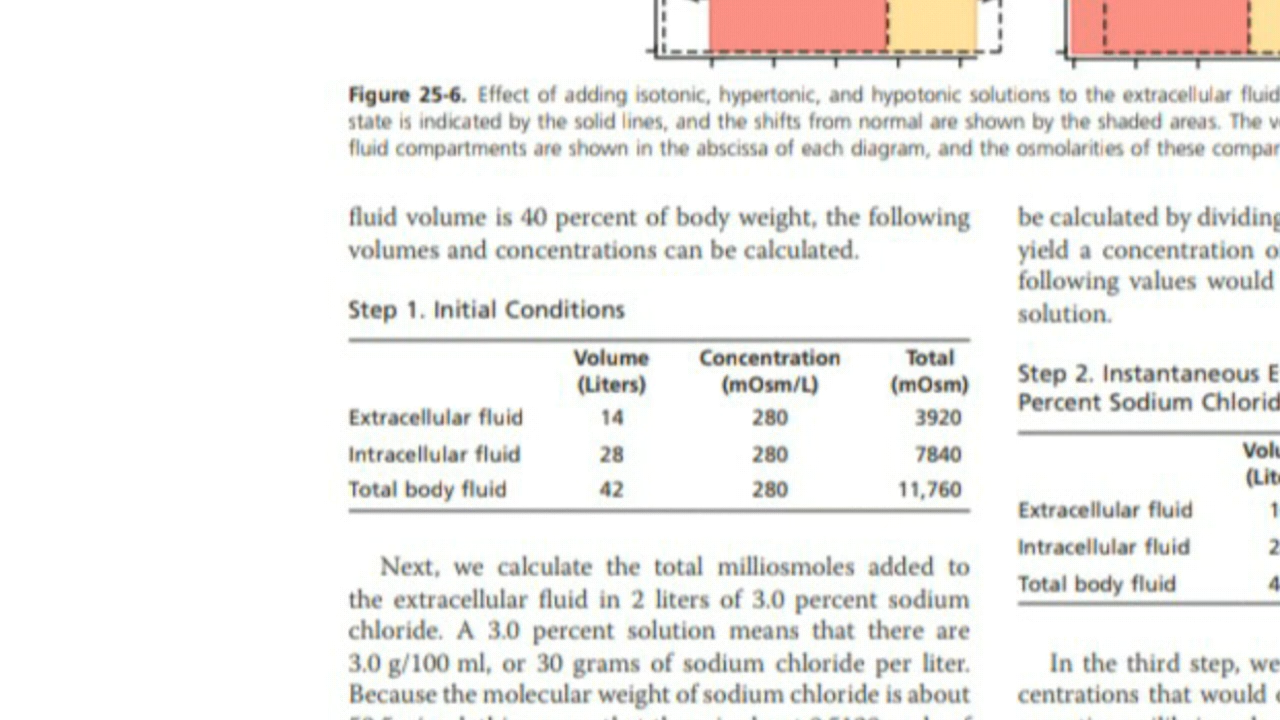 Figure 25-6. Effect of adding isotonic, hypertonic, and hypotonic solutions to the extracellular fluid
state is indicated by the solid lines, and the shifts from normal are shown by the shaded areas. The
fluid compartments are shown in the abscissa of each diagram, and the osmolarities of these
fluid volume is 40 percent of body weight, the following
volumes and concentrations can be calculated.
Step 1. Initial Conditions
Volume Concentration Total
(Liters) (mOsm/L) (mOsm)
Extracellular fluid 14 280 3920
Intracellular fluid 28 280 7840
Total body fluid 42 280 11,760
Next, we calculate the total milliosmoles added to
the extracellular fluid in 2 liters of 3.0 percent sodium
chloride. A 3.0 percent solution means that there are
3.0 g/100 ml, or 30 grams of sodium chloride per liter.
Because the molecular weight of sodium chloride is about
be calculated by dividing
yield a concentration
following values would
solution.
Step 2. Instantaneous
Percent Sodium
Extracellular fluid
Intracellular fluid
Total body fluid
In the third step, we
centrations that would